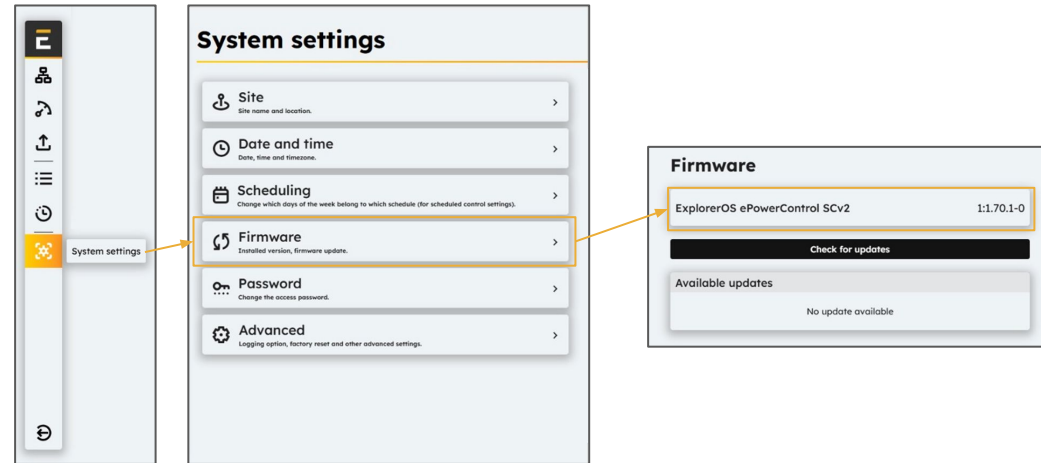 E
System settings
System settings
Site
Site name and location.
Date and time
Date, time and timezone.
Scheduling
Change which days of the week belong to which schedule (for scheduled control settings).
Firmware
Installed version, firmware update.
Password
Change the access password.
Advanced
Logging option, factory reset and other advanced settings.
Firmware
ExplorerOS ePowerControl SCv2 1:1.70.1-0
Check for updates
Available updates
No update available